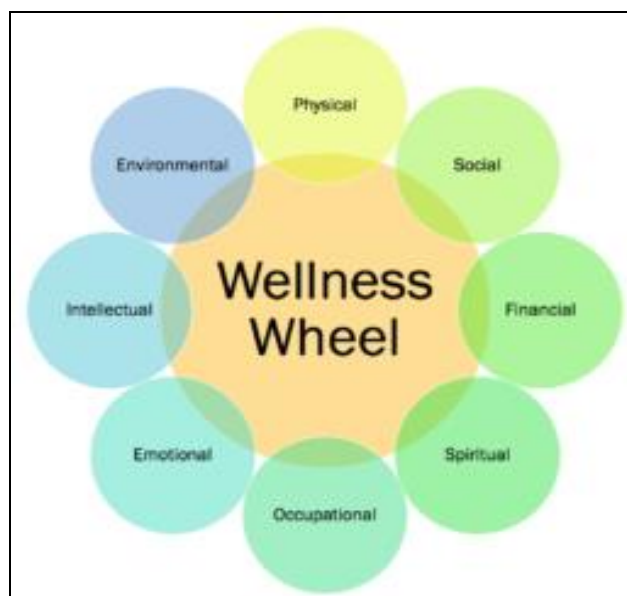 Physical
Social
Financial
Spiritual
Occupational
Emotional
Intellectual
Environmental
Wellness
Wheel